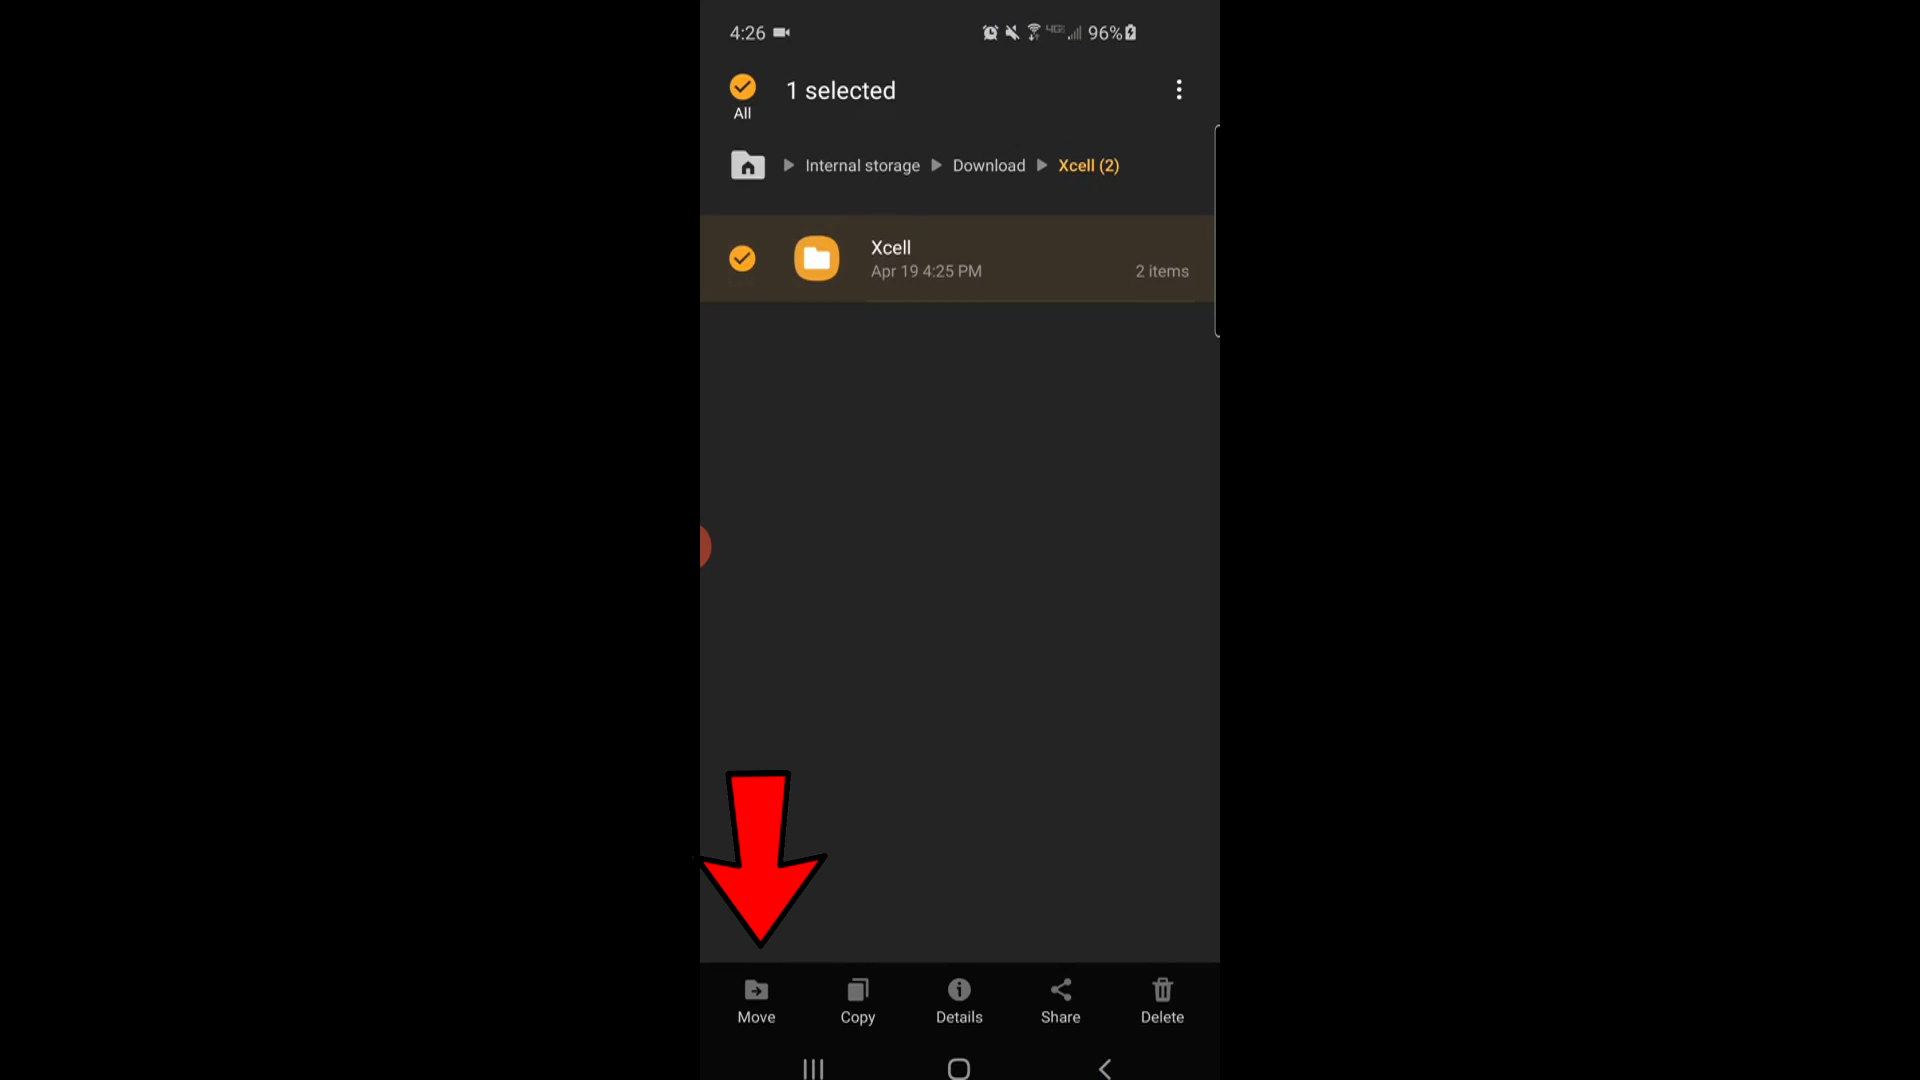 4:26 4GE 96%
1 selected
All
Internal storage Download Xcell (2)
Xcell
Apr 19 4:25 PM 2 items
Move Copy Details Share Delete